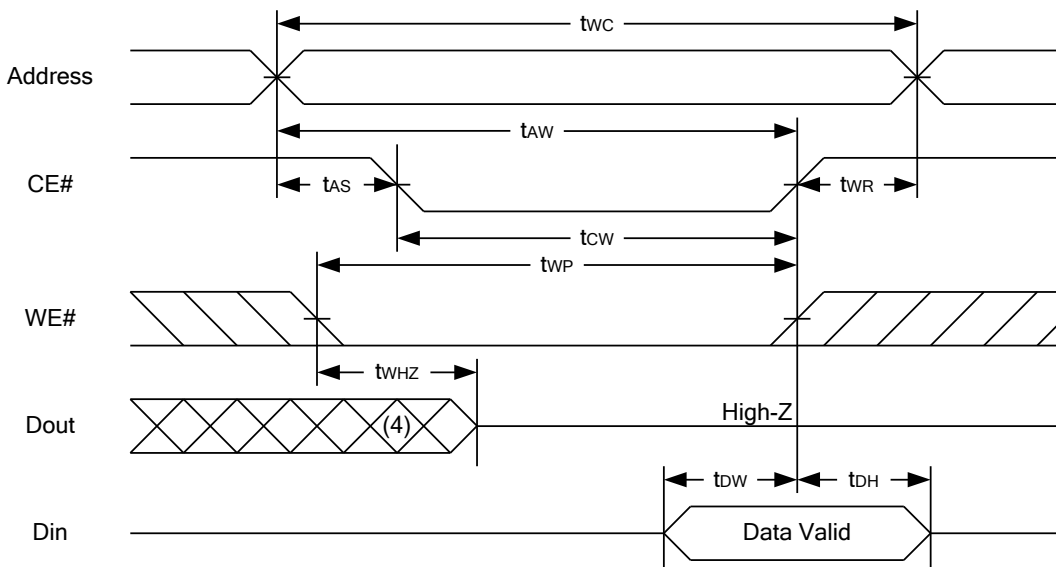 tWC
Address
tAW
CE#
tAS
tWR
tCW
tWP
WE#
tWHZ
Dout
(4)
High-Z
tDW
tDH
Din
Data Valid